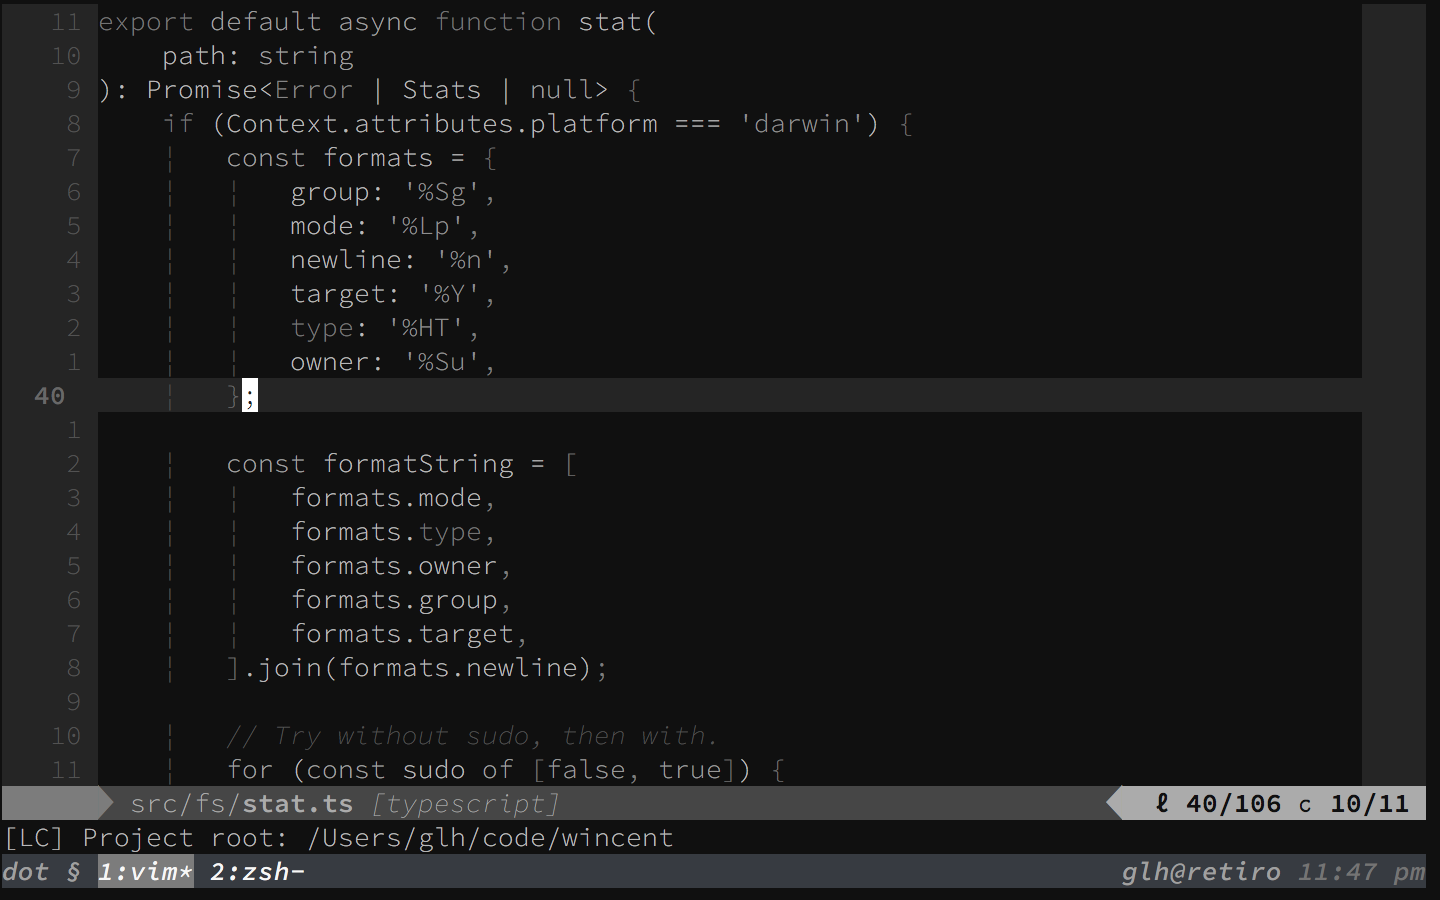 11 export default async function stat(
10     path: string
9 ): Promise<Error | Stats | null> {
8     if (Context.attributes.platform === 'darwin') {
7     ¦   const formats = {
6     ¦   ¦   group: '%Sg',
5     ¦   ¦   mode: '%Lp',
4     ¦   ¦   newline: '%n',
3     ¦   ¦   target: '%Y',
2     ¦   ¦   type: '%HT',
1     ¦   ¦   owner: '%Su',
40     ¦   };
1
2     ¦   const formatString = [
3     ¦   ¦   formats.mode,
4     ¦   ¦   formats.type,
5     ¦   ¦   formats.owner,
6     ¦   ¦   formats.group,
7     ¦   ¦   formats.target,
8     ¦   ].join(formats.newline);
9
10     ¦   // Try without sudo, then with.
11     ¦   for (const sudo of [false, true]) {
src/fs/stat.ts [typescript] ℓ 40/106 c 10/11
[LC] Project root: /Users/glh/code/wincent
dot § 1:vim* 2:zsh- glh@retiro 11:47 pm